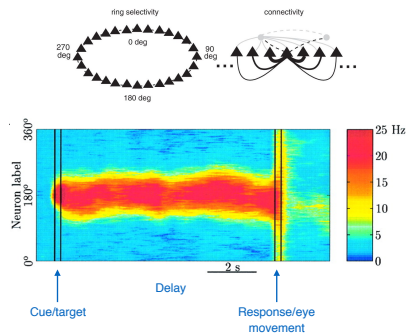 ring selectivity
connectivity
0 deg
270 deg
90 deg
180 deg
25 Hz
20
15
10
5
0
360°
180°
0°
Neuron label
2 s
Delay
Cue/target
Response/eye
movement